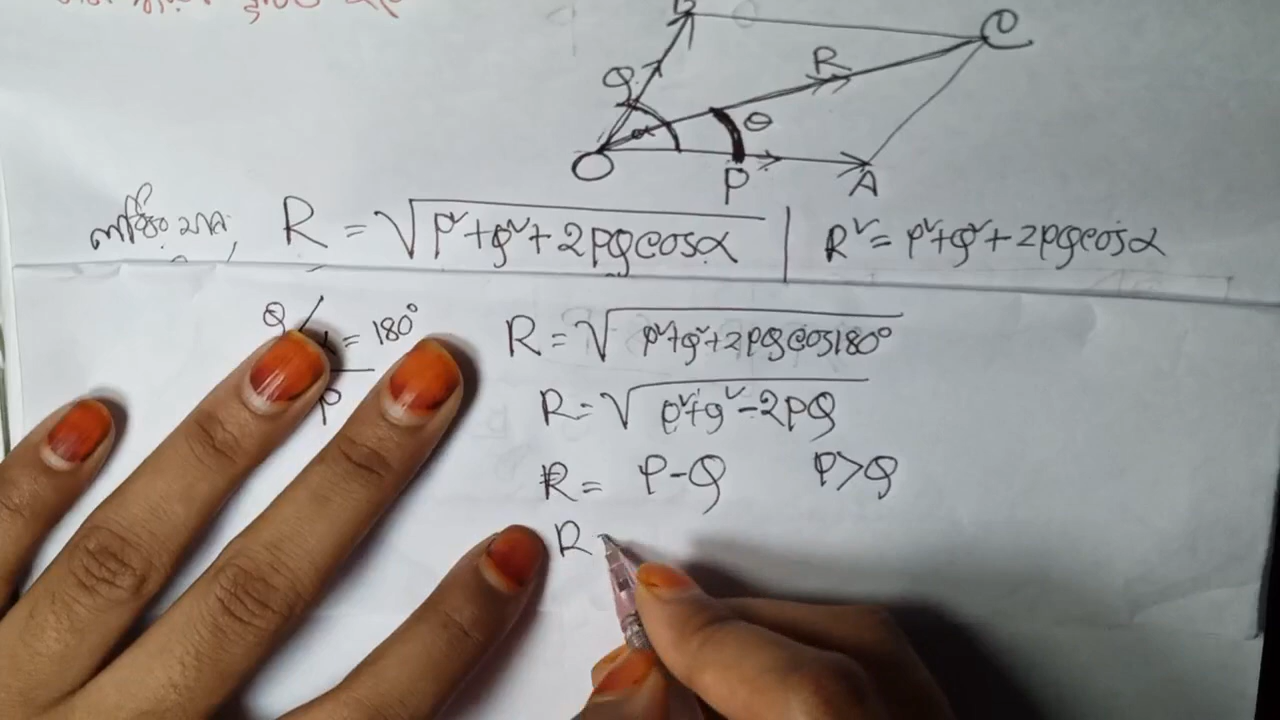 B
C
Q
R
α
θ
O
P
A
R = √P²+Q²+2PQcosα | R² = P²+Q²+2PQcosα
Q
= 180°
P
R = √P²+Q²+2PQcos180°
R = √P²+Q²-2PQ
R = P-Q P>Q
R -